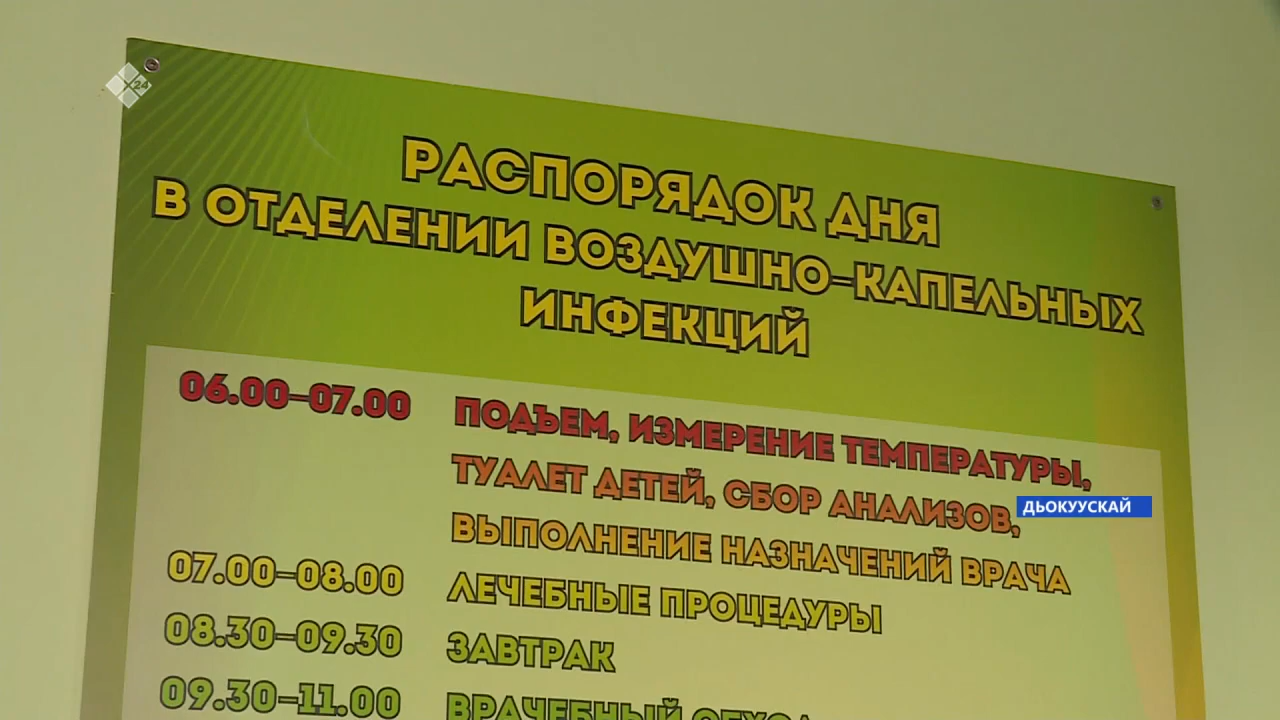 РАСПОРЯДОК ДНЯ
В ОТДЕЛЕНИИ ВОЗДУШНО-КАПЕЛЬНЫХ
ИНФЕКЦИЙ
06.00-07.00 ПОДЪЕМ, ИЗМЕРЕНИЕ ТЕМПЕРАТУРЫ,
ТУАЛЕТ ДЕТЕЙ, СБОР АНАЛИЗОВ,
ДЬОКУУСКАЙ
ВЫПОЛНЕНИЕ НАЗНАЧЕНИЙ ВРАЧА
07.00-08.00 ЛЕЧЕБНЫЕ ПРОЦЕДУРЫ
08.30-09.30 ЗАВТРАК
09.30-11.00 ВРАЧЕБНЫЙ